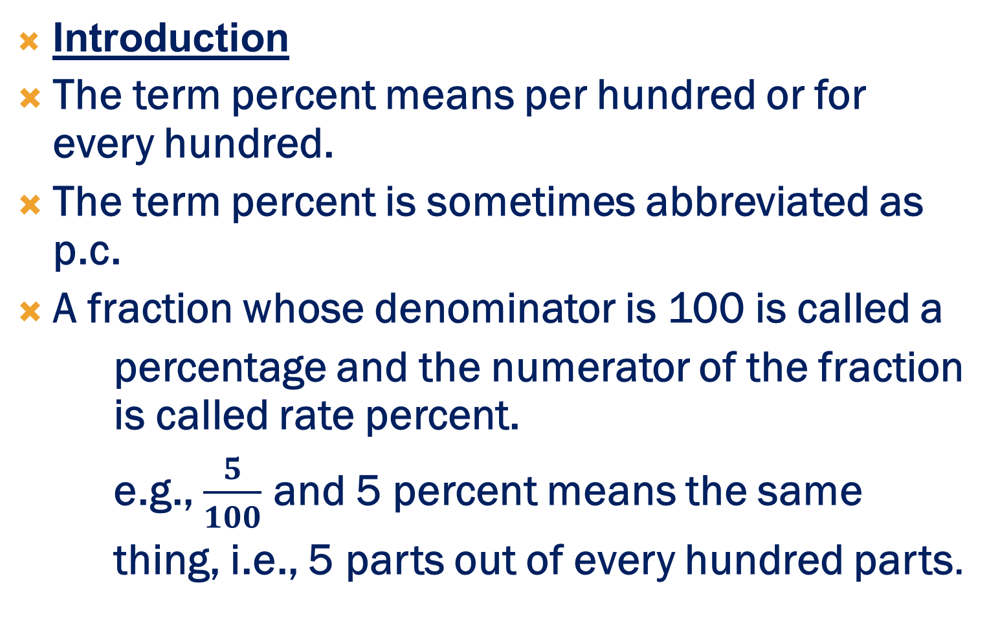 Introduction
The term percent means per hundred or for
every hundred.
The term percent is sometimes abbreviated as
p.c.
A fraction whose denominator is 100 is called a
percentage and the numerator of the fraction
is called rate percent.
e.g., 5/100 and 5 percent means the same
thing, i.e., 5 parts out of every hundred parts.